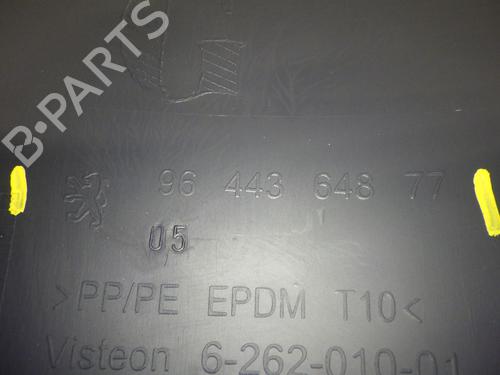 B-PARTS
96 443 648 77
05
>PP/PE EPDM T10<
Visteon 6-262-010-01